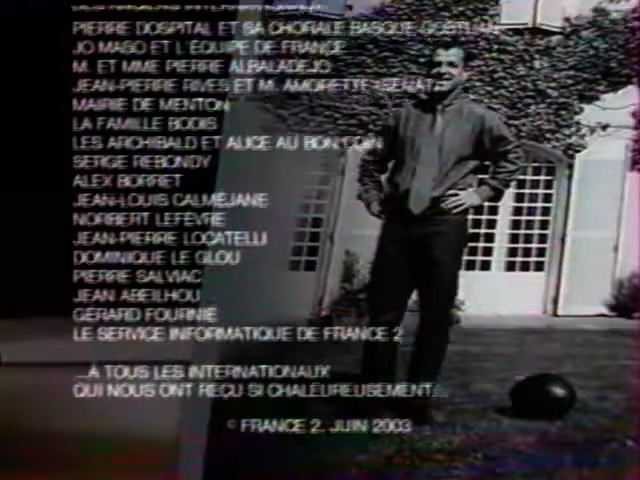 PIERRE DOSPITAL ET SA CHORALE BASQUE
JO MASO ET L'ÉQUIPE DE FRANCE
M. ET MME PIERRE ALBALADEJO
JEAN-PIERRE RIVES ET M. AMORETTI (SÉNAT)
MAIRIE DE MENTON
LA FAMILLE BODIS
LES ARCHIBALD ET ALICE AU BON COIN
SERGE REBONDY
ALEX BORRET
JEAN-LOUIS CALMÉJANE
NORBERT LEFÈVRE
JEAN-PIERRE LOCATELLI
DOMINIQUE LE GLOU
PIERRE SALVIAC
JEAN ABEILHOU
GÉRARD FOURNIÉ
LE SERVICE INFORMATIQUE DE FRANCE 2
...À TOUS LES INTERNATIONAUX
QUI NOUS ONT REÇU SI CHALEUREUSEMENT...
© FRANCE 2. JUIN 2003